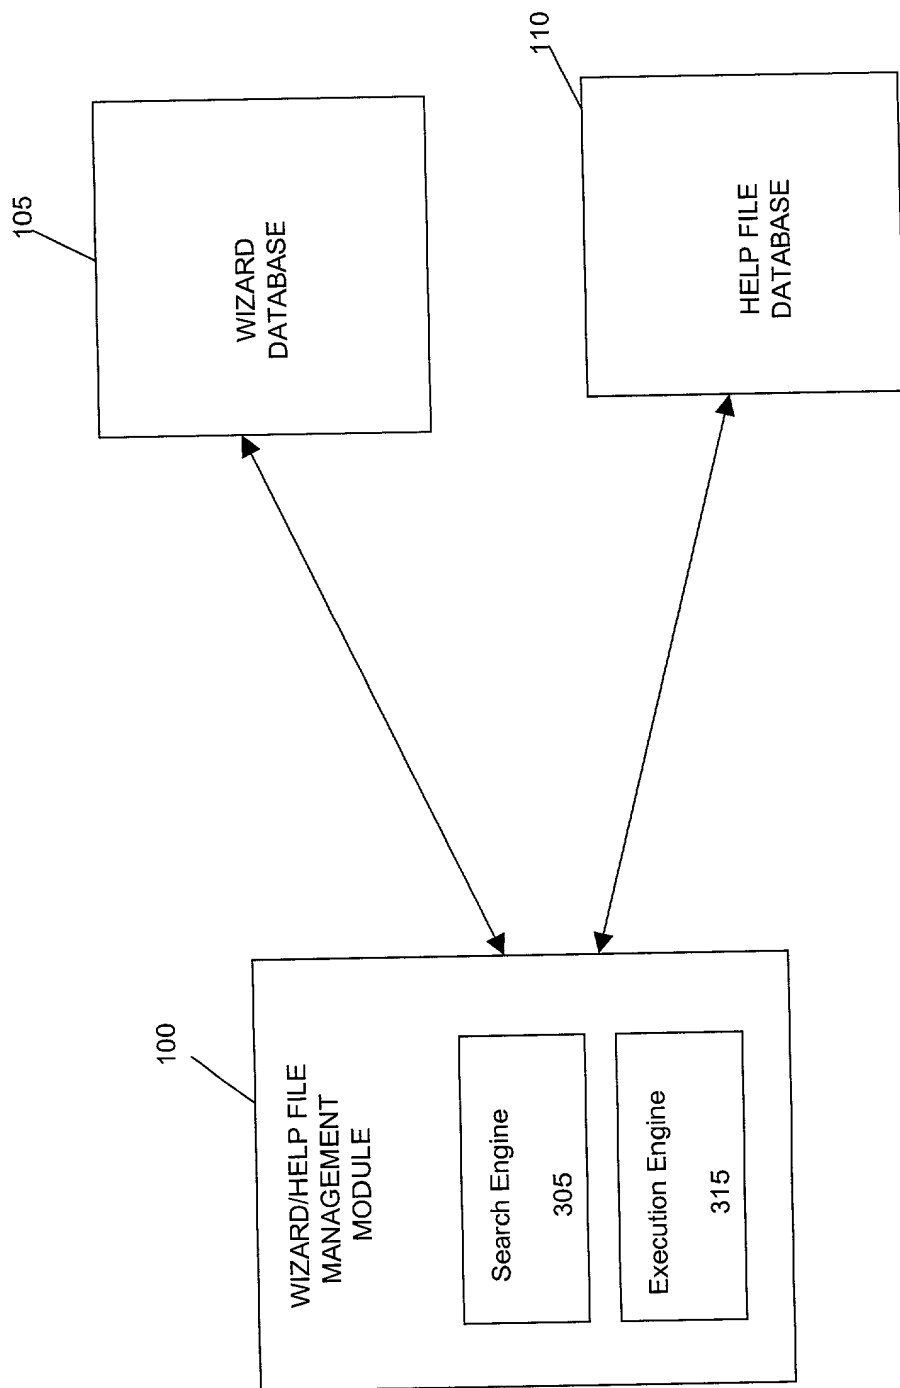 100
WIZARD/HELP FILE
MANAGEMENT
MODULE
Search Engine
305
Execution Engine
315
105
WIZARD
DATABASE
110
HELP FILE
DATABASE